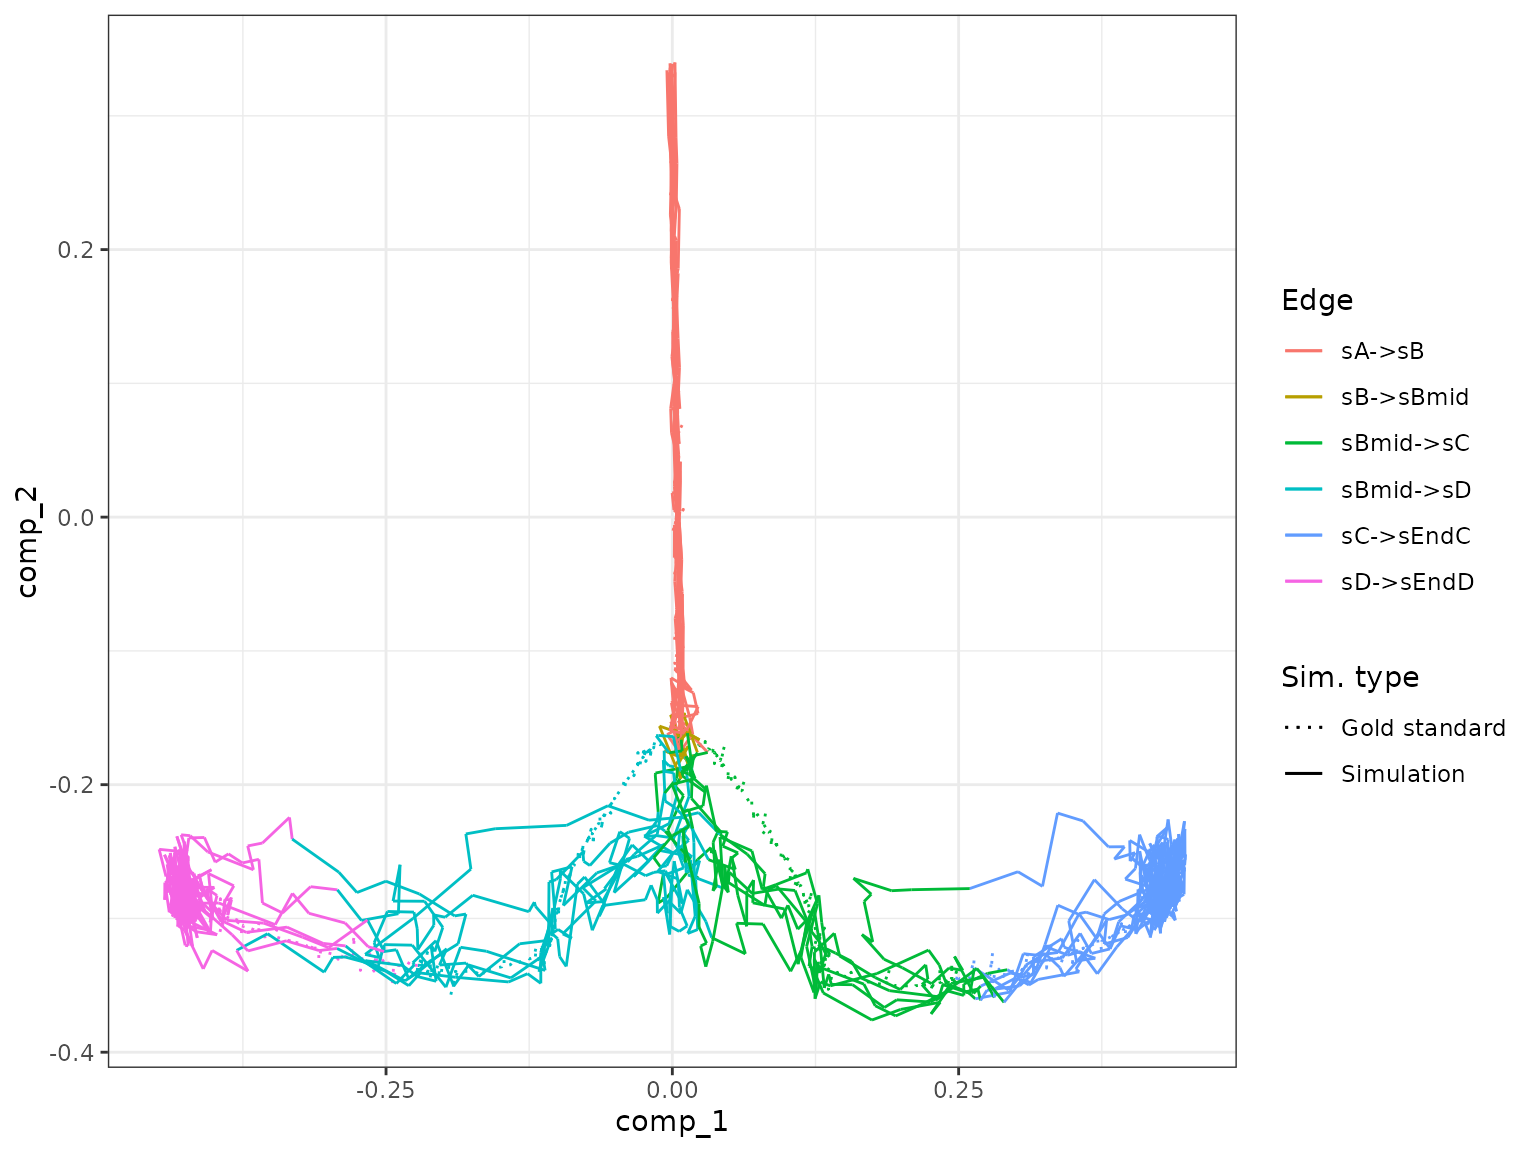 0.2
0.0
-0.2
-0.4
comp_2
-0.25
0.00
0.25
comp_1
Edge
sA->sB
sB->sBmid
sBmid->sC
sBmid->sD
sC->sEndC
sD->sEndD
Sim. type
Gold standard
Simulation